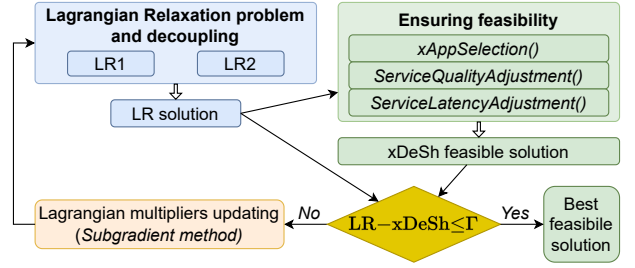 Lagrangian Relaxation problem
and decoupling
LR1
LR2
LR solution
Ensuring feasibility
xAppSelection()
ServiceQualityAdjustment()
ServiceLatencyAdjustment()
xDeSh feasible solution
LR−xDeSh≤Γ
No
Yes
Lagrangian multipliers updating
(Subgradient method)
Best
feasibile
solution